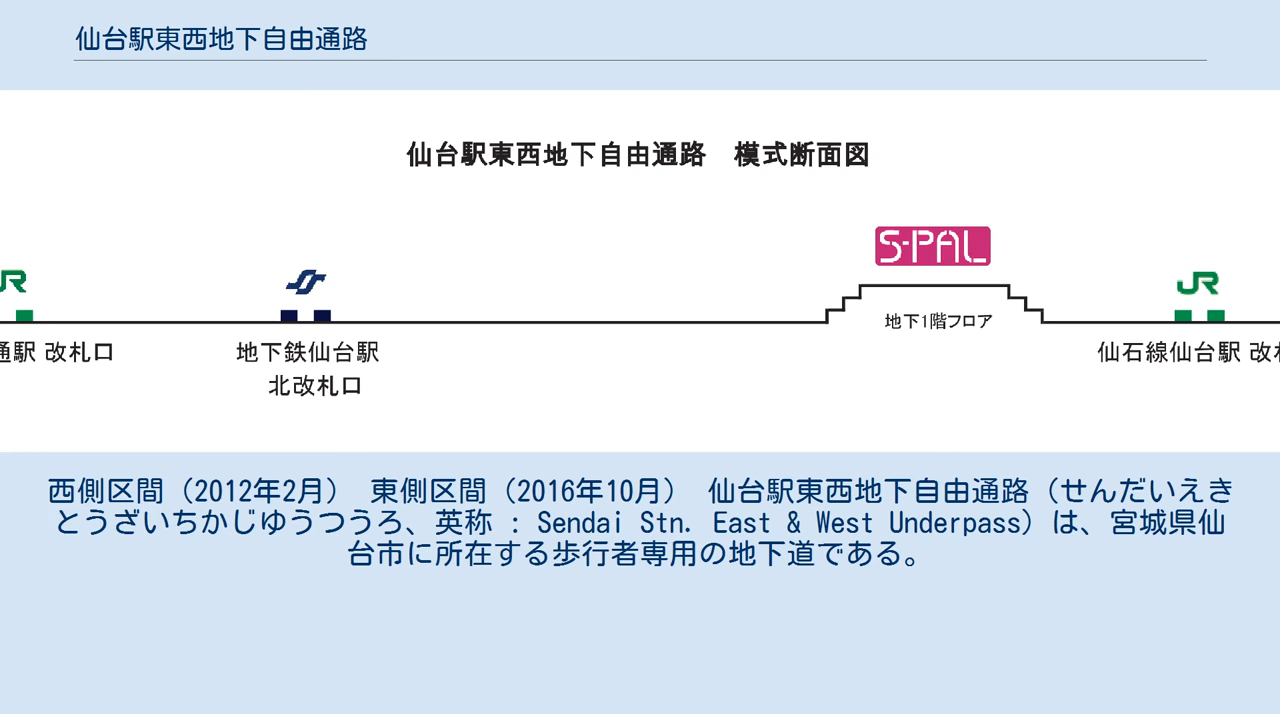 仙台駅東西地下自由通路
仙台駅東西地下自由通路　模式断面図
S-PAL
JR
JR
地下1階フロア
通駅 改札口
地下鉄仙台駅
北改札口
仙石線仙台駅 改札
西側区間（2012年2月） 東側区間（2016年10月） 仙台駅東西地下自由通路（せんだいえき
とうざいちかじゆうつうろ、英称 : Sendai Stn. East & West Underpass）は、宮城県仙
台市に所在する歩行者専用の地下道である。